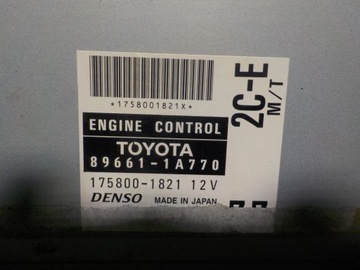 *1758001821X*
ENGINE CONTROL
TOYOTA
89661-1A770
175800-1821 12V
DENSO MADE IN JAPAN
2C-E
M/T